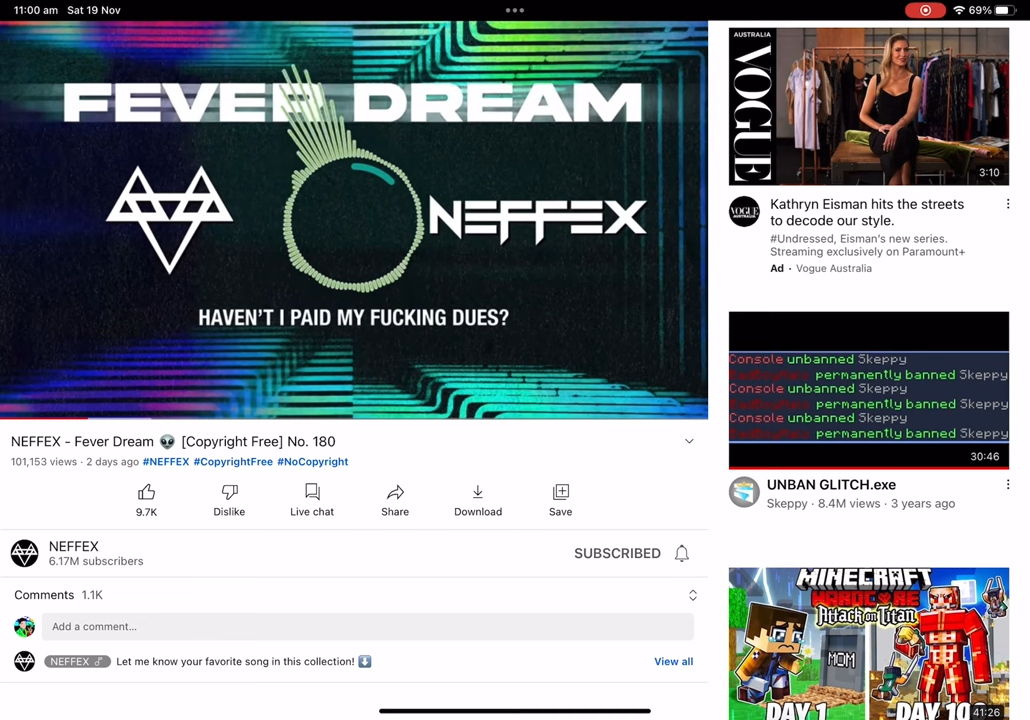 11:00 am Sat 19 Nov
69%
FEVER DREAM
NEFFEX
HAVEN'T I PAID MY FUCKING DUES?
NEFFEX - Fever Dream 👽 [Copyright Free] No. 180
101,153 views · 2 days ago #NEFFEX #CopyrightFree #NoCopyright
9.7K
Dislike
Live chat
Share
Download
Save
NEFFEX
6.17M subscribers
SUBSCRIBED
Comments 1.1K
Add a comment...
NEFFEX Let me know your favorite song in this collection! ⬇️
View all
AUSTRALIA
VOGUE
3:10
VOGUE
AUSTRALIA
Kathryn Eisman hits the streets
to decode our style.
#Undressed, Eisman's new series.
Streaming exclusively on Paramount+
Ad · Vogue Australia
Console unbanned Skeppy
permanently banned Skeppy
Console unbanned Skeppy
permanently banned Skeppy
Console unbanned Skeppy
permanently banned Skeppy
30:46
UNBAN GLITCH.exe
Skeppy · 8.4M views · 3 years ago
MINECRAFT
HARDCORE
Attack on Titan
MOM
DAY 1
DAY 10
41:26